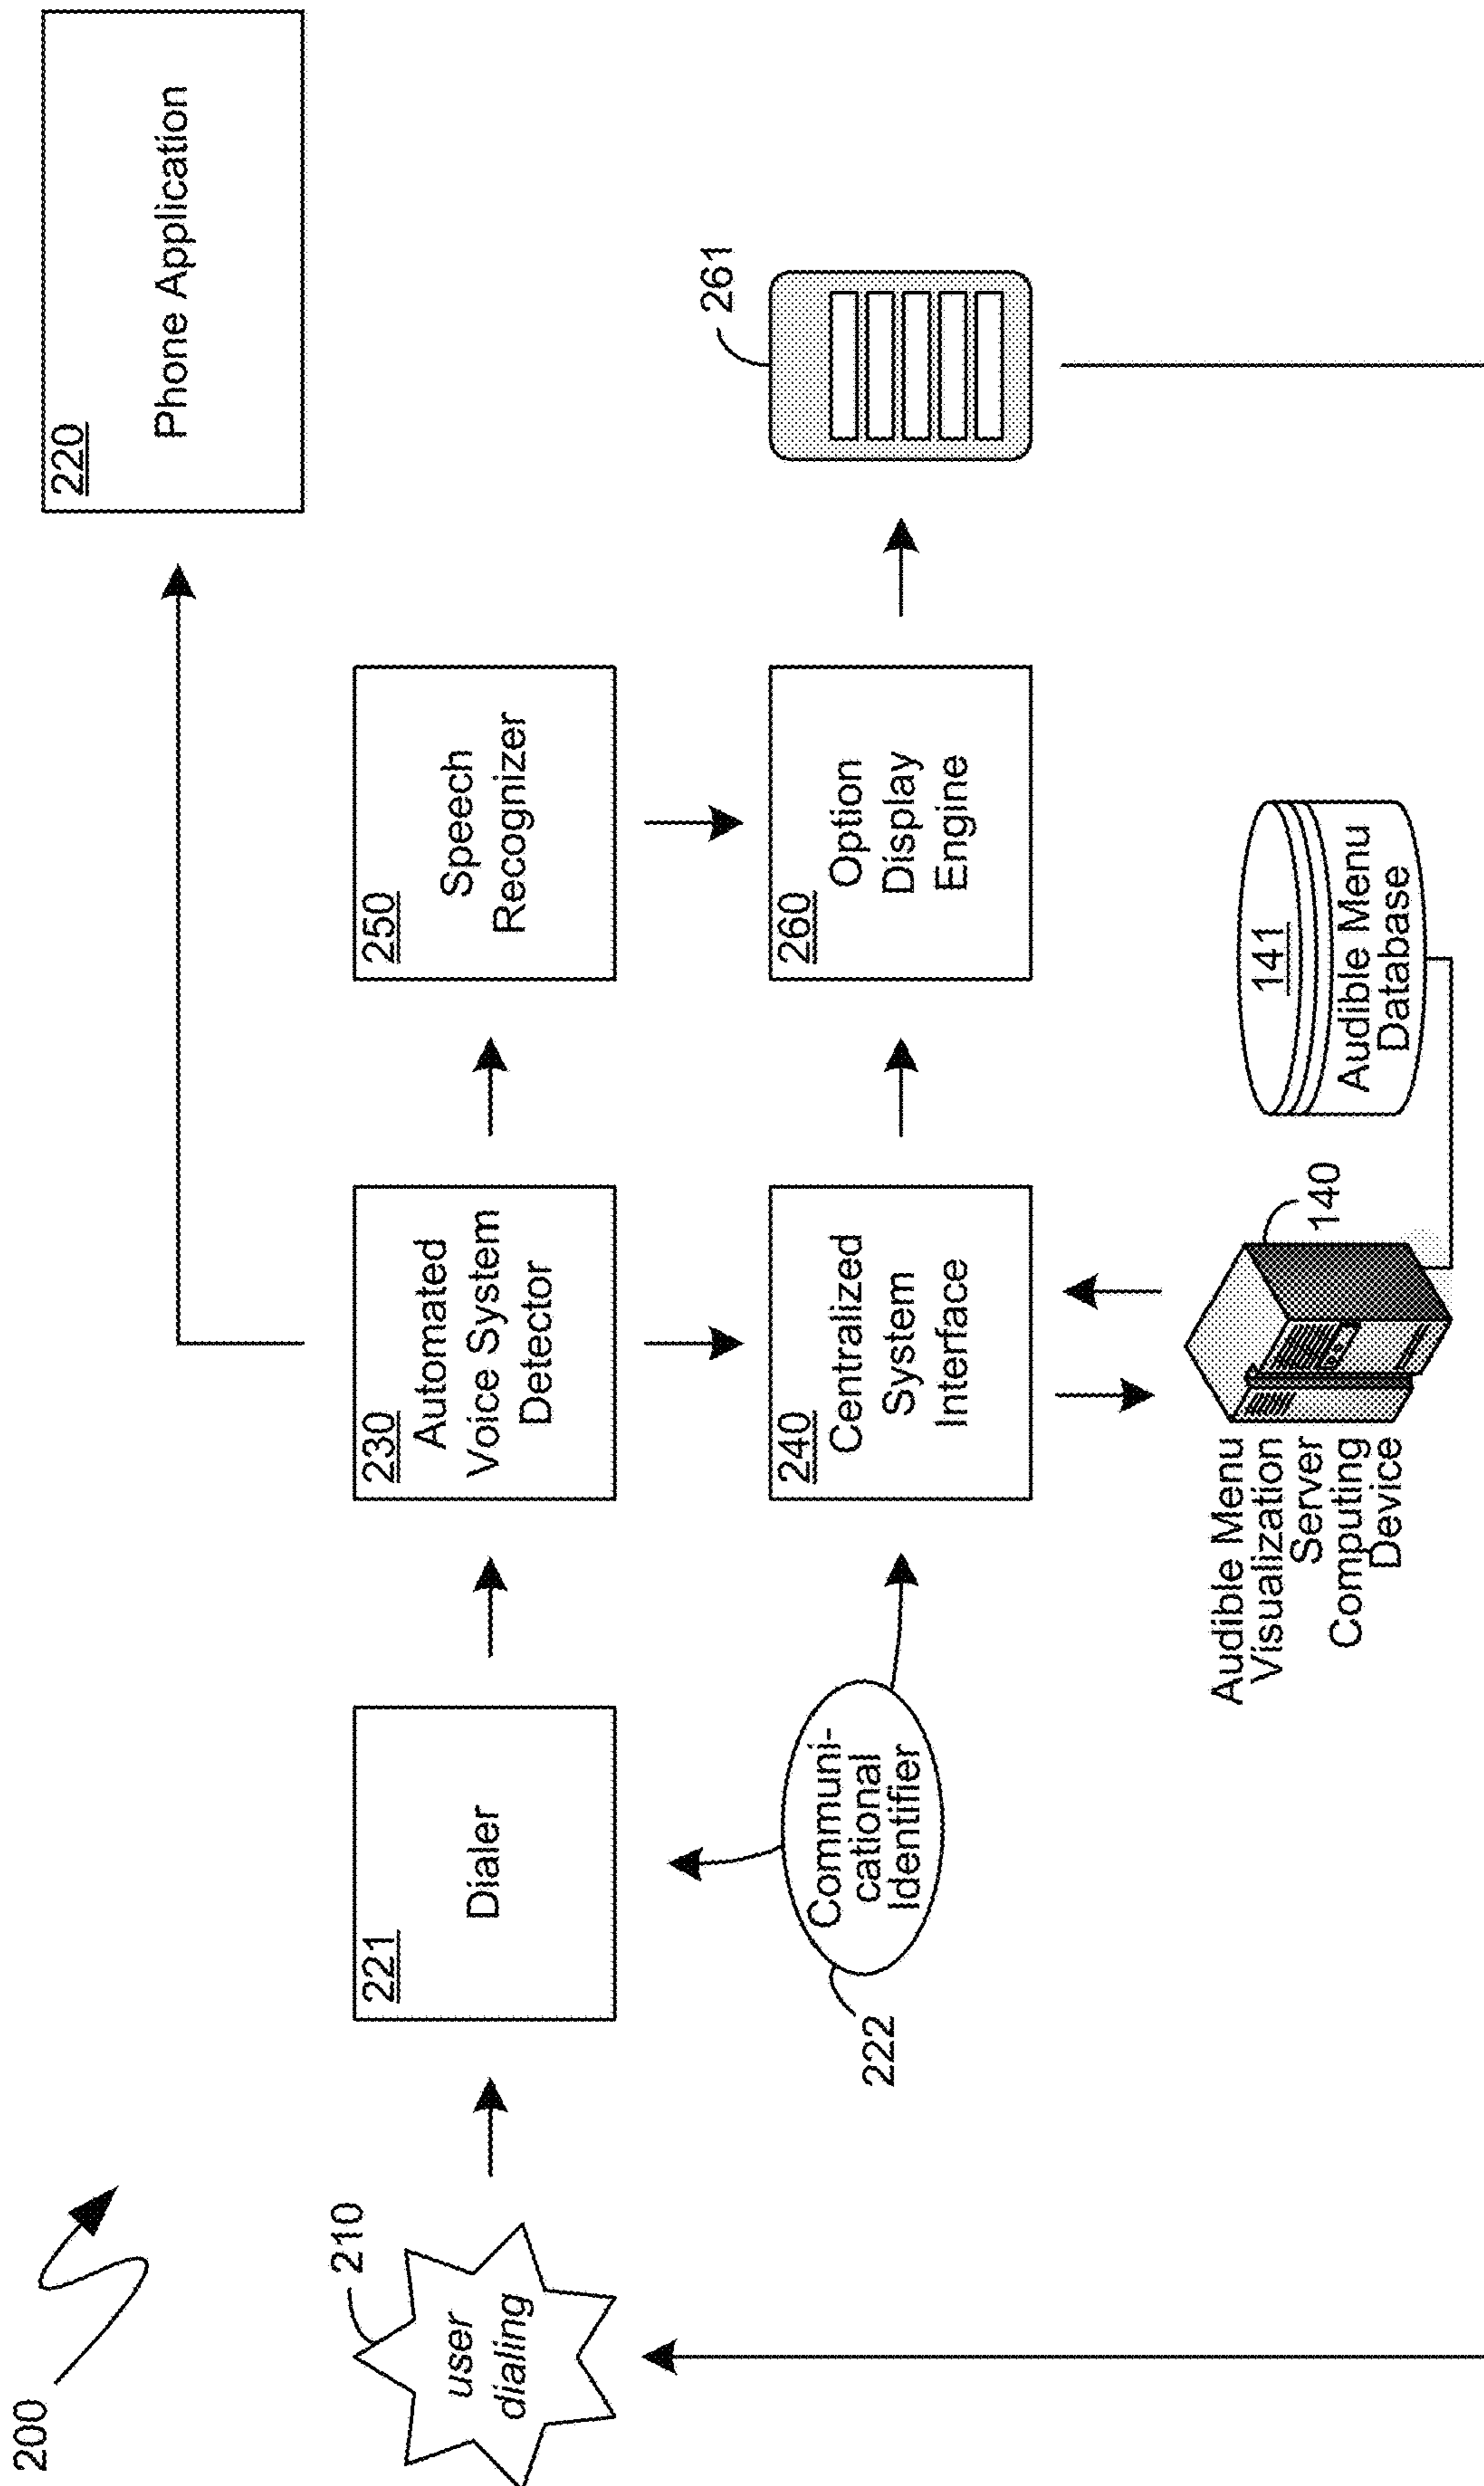 200
220
Phone Application
210
user
dialing
221
Dialer
230
Automated
Voice System
Detector
250
Speech
Recognizer
222
Communi-
cational
Identifier
240
Centralized
System
Interface
260
Option
Display
Engine
261
Audible Menu
Visualization
Server
Computing
Device
140
141
Audible Menu
Database